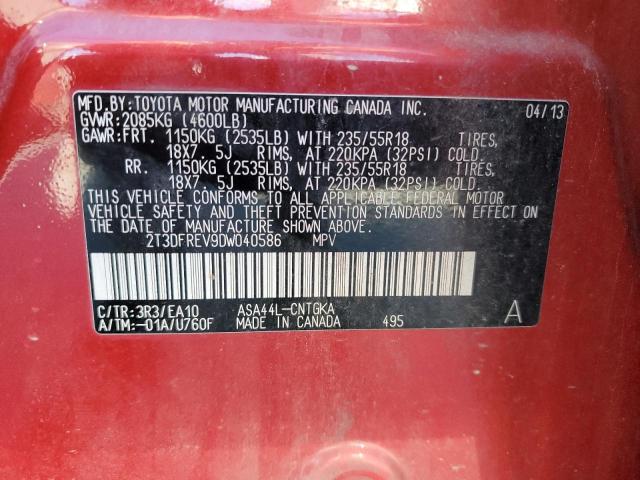 MFD.BY:TOYOTA MOTOR MANUFACTURING CANADA INC. 04/13
GVWR:2085KG (4600LB)
GAWR:FRT. 1150KG (2535LB) WITH 235/55R18 TIRES,
18X7. 5J RIMS, AT 220KPA (32PSI) COLD.
RR. 1150KG (2535LB) WITH 235/55R18 TIRES,
18X7. 5J RIMS, AT 220KPA (32PSI) COLD.
THIS VEHICLE CONFORMS TO ALL APPLICABLE FEDERAL MOTOR
VEHICLE SAFETY AND THEFT PREVENTION STANDARDS IN EFFECT ON
THE DATE OF MANUFACTURE SHOWN ABOVE.
2T3DFREV9DW040586 MPV
C/TR:3R3/EA10 ASA44L-CNTGKA A
A/TM:-01A/U760F MADE IN CANADA 495